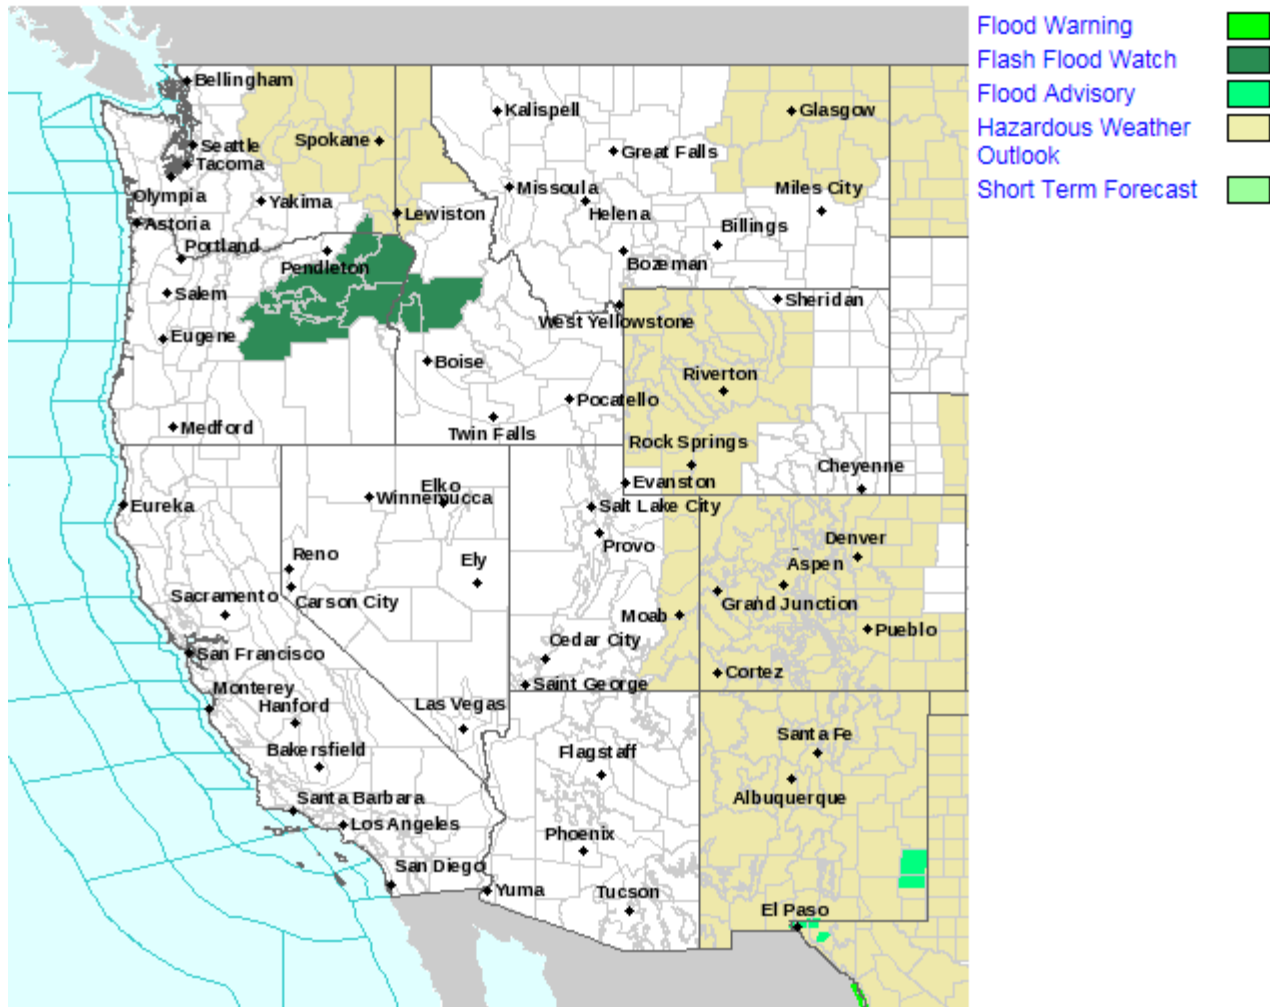 Flood Warning
Flash Flood Watch
Flood Advisory
Hazardous Weather
Outlook
Short Term Forecast
Bellingham
Kalispell
Glasgow
Seattle
Spokane
Great Falls
Tacoma
Olympia
Missoula
Miles City
Yakima
Lewiston
Helena
Astoria
Billings
Portland
Pendleton
Bozeman
Salem
Sheridan
West Yellowstone
Eugene
Boise
Riverton
Pocatello
Medford
Twin Falls
Rock Springs
Cheyenne
Evanston
Elko
Winnemucca
Eureka
Salt Lake City
Denver
Provo
Reno
Ely
Aspen
Sacramento
Carson City
Grand Junction
Moab
Pueblo
Cedar City
San Francisco
Cortez
Saint George
Monterey
Hanford
Las Vegas
Santa Fe
Bakersfield
Flagstaff
Albuquerque
Santa Barbara
Los Angeles
Phoenix
San Diego
Yuma
Tucson
El Paso